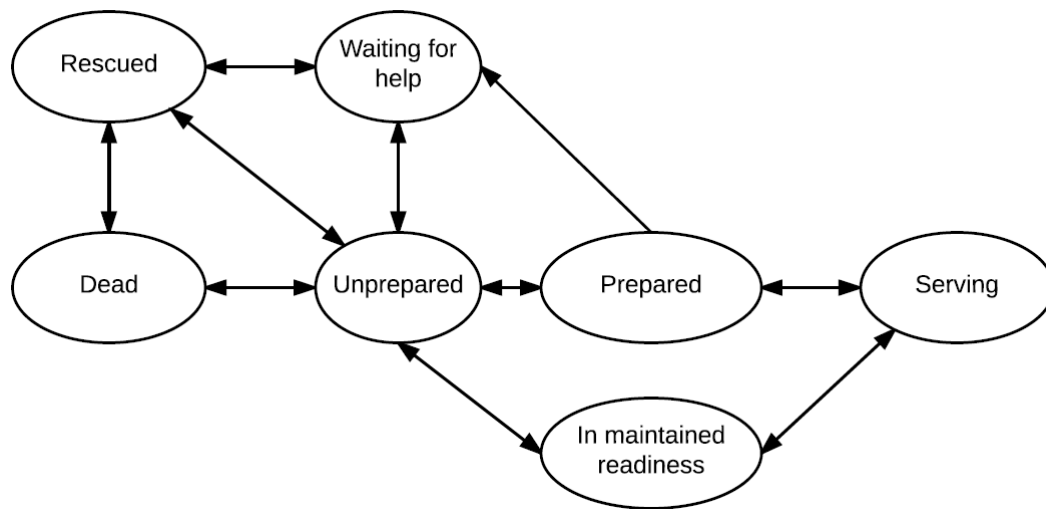 Rescued
Waiting for
help
Dead
Unprepared
Prepared
Serving
In maintained
readiness